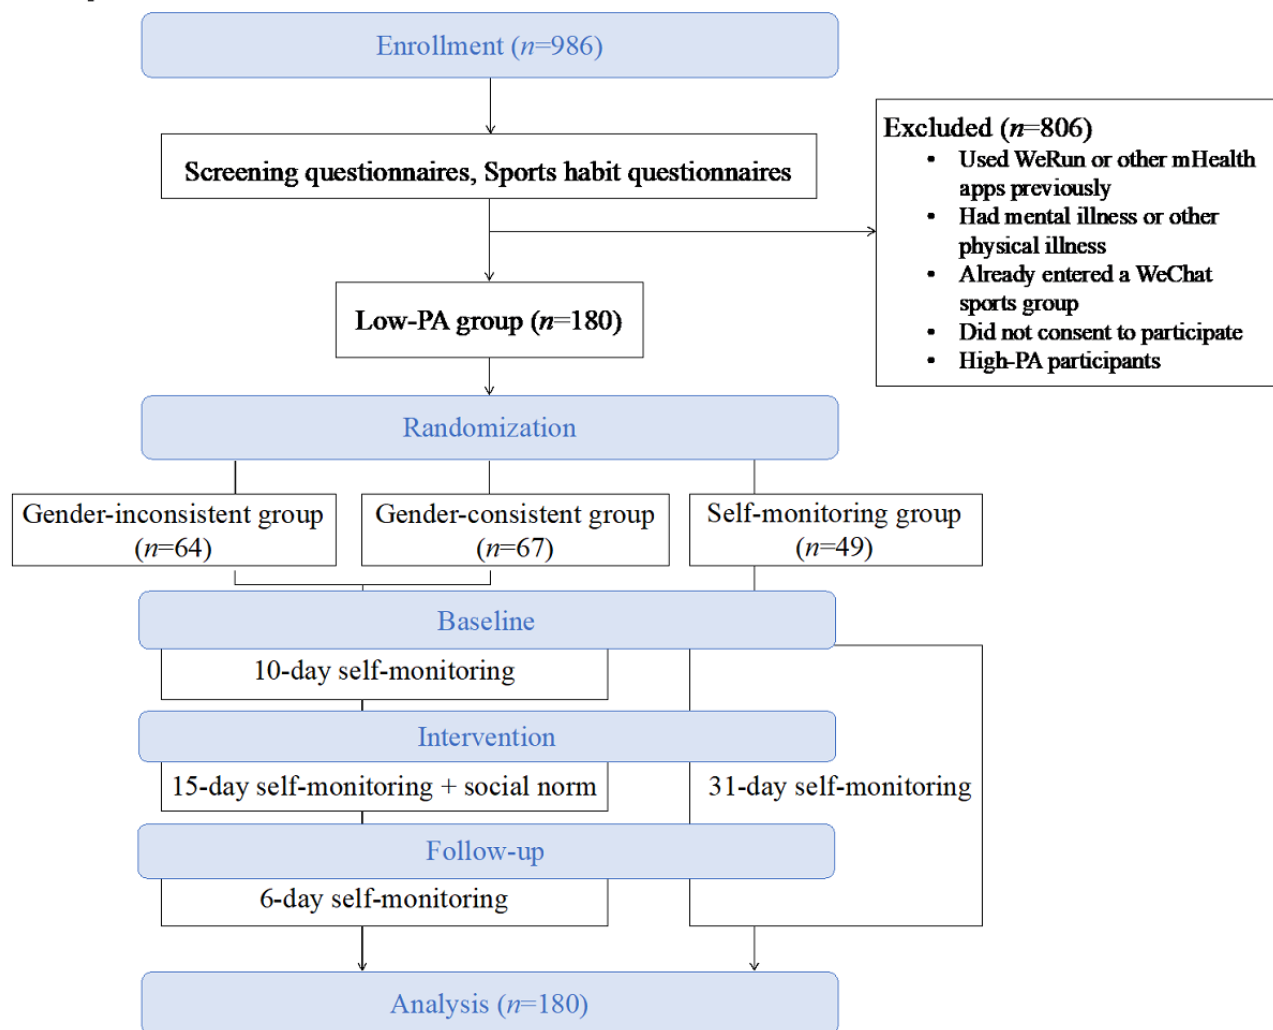 Enrollment (n=986)
Screening questionnaires, Sports habit questionnaires
Excluded (n=806)
• Used WeRun or other mHealth
apps previously
• Had mental illness or other
physical illness
• Already entered a WeChat
sports group
• Did not consent to participate
• High-PA participants
Low-PA group (n=180)
Randomization
Gender-inconsistent group
(n=64)
Gender-consistent group
(n=67)
Self-monitoring group
(n=49)
Baseline
10-day self-monitoring
Intervention
15-day self-monitoring + social norm
31-day self-monitoring
Follow-up
6-day self-monitoring
Analysis (n=180)